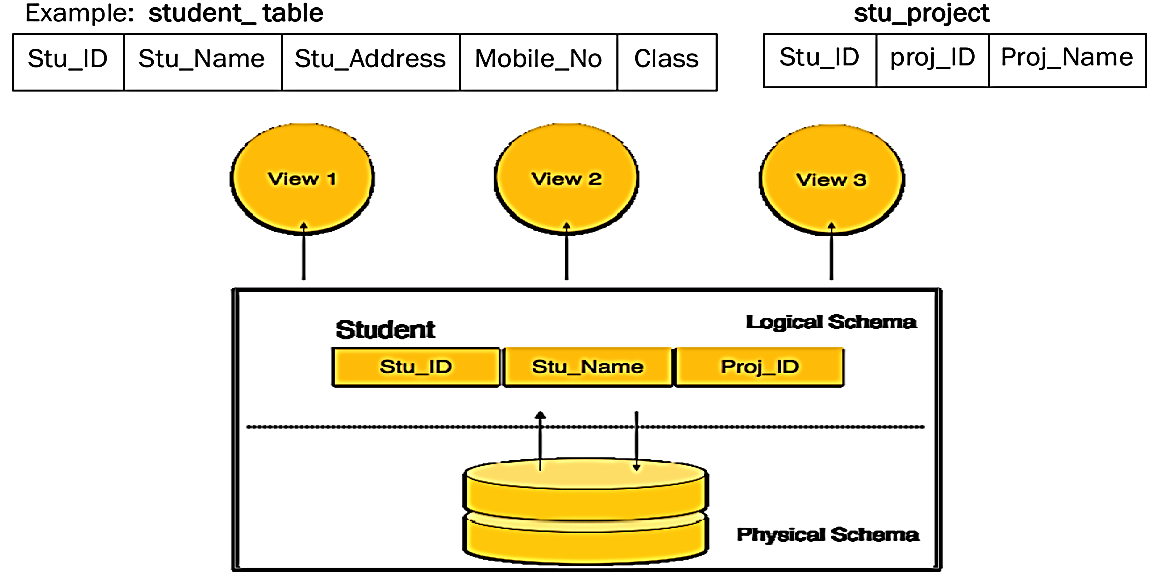 Example: student_ table
stu_project
Stu_ID Stu_Name Stu_Address Mobile_No Class
Stu_ID proj_ID Proj_Name
View 1
View 2
View 3
Logical Schema
Student
Stu_ID Stu_Name Proj_ID
Physical Schema